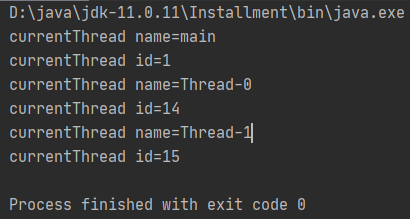 D:\java\jdk-11.0.11\Installment\bin\java.exe
currentThread name=main
currentThread id=1
currentThread name=Thread-0
currentThread id=14
currentThread name=Thread-1
currentThread id=15
Process finished with exit code 0